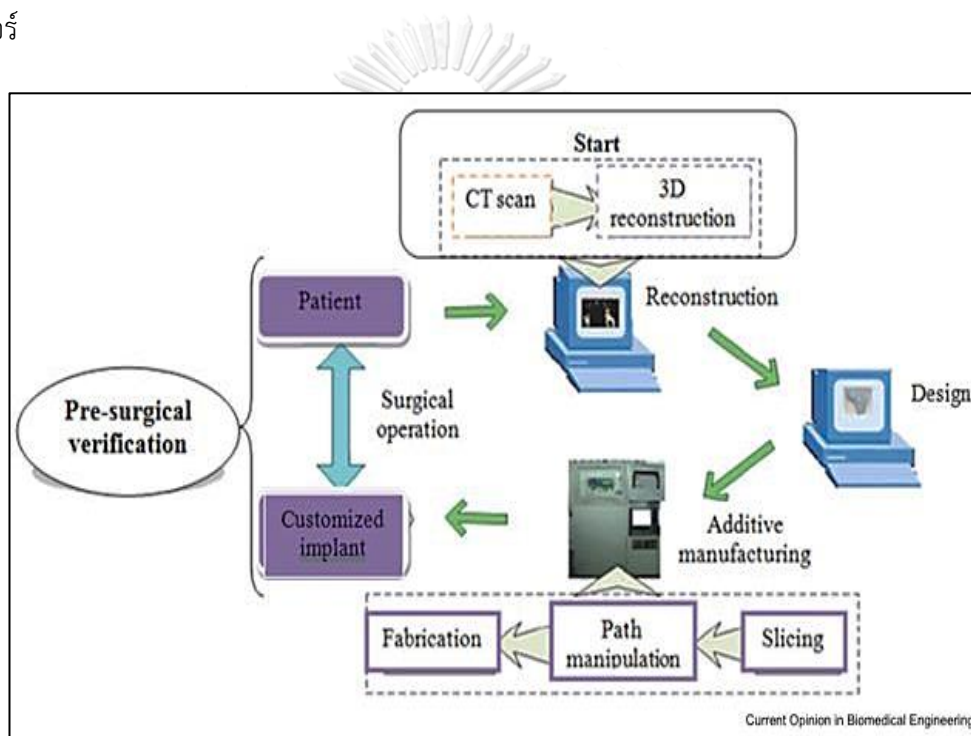 Start
CT scan
3D
reconstruction
Patient
Reconstruction
Pre-surgical
verification
Surgical
operation
Design
Customized
implant
Additive
manufacturing
Fabrication
Path
manipulation
Slicing
Current Opinion in Biomedical Engineering